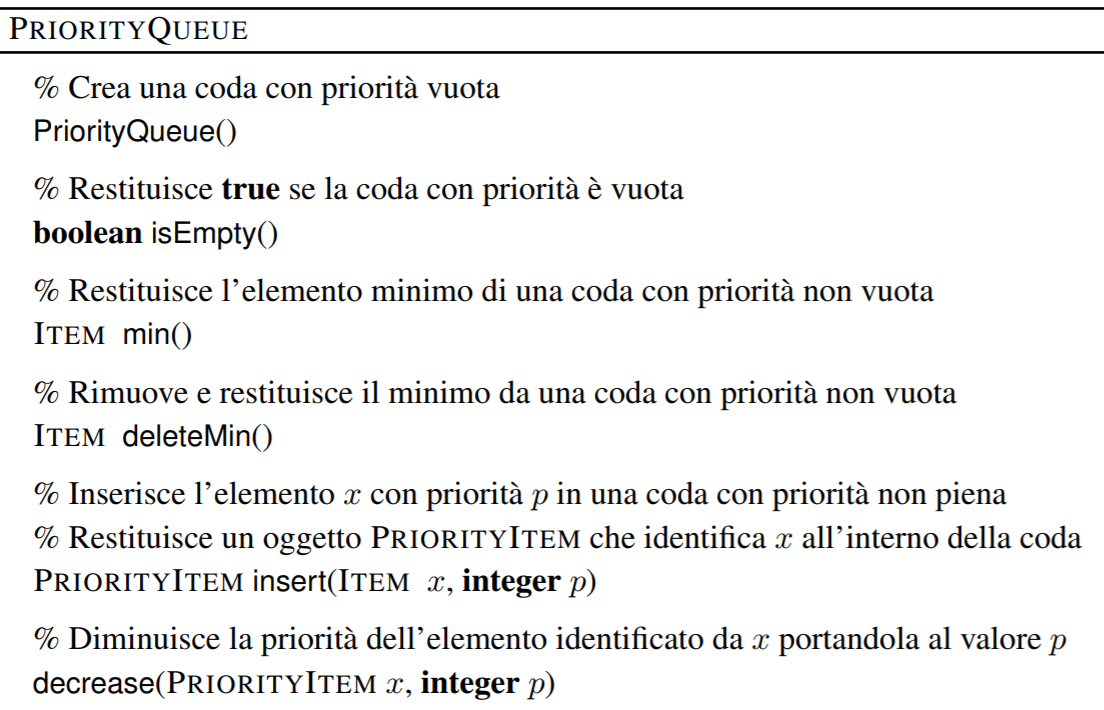 PRIORITYQUEUE
% Crea una coda con priorità vuota
PriorityQueue()
% Restituisce true se la coda con priorità è vuota
boolean isEmpty()
% Restituisce l'elemento minimo di una coda con priorità non vuota
ITEM min()
% Rimuove e restituisce il minimo da una coda con priorità non vuota
ITEM deleteMin()
% Inserisce l'elemento x con priorità p in una coda con priorità non piena
% Restituisce un oggetto PRIORITYITEM che identifica x all'interno della coda
PRIORITYITEM insert(ITEM x, integer p)
% Diminuisce la priorità dell'elemento identificato da x portandola al valore p
decrease(PRIORITYITEM x, integer p)